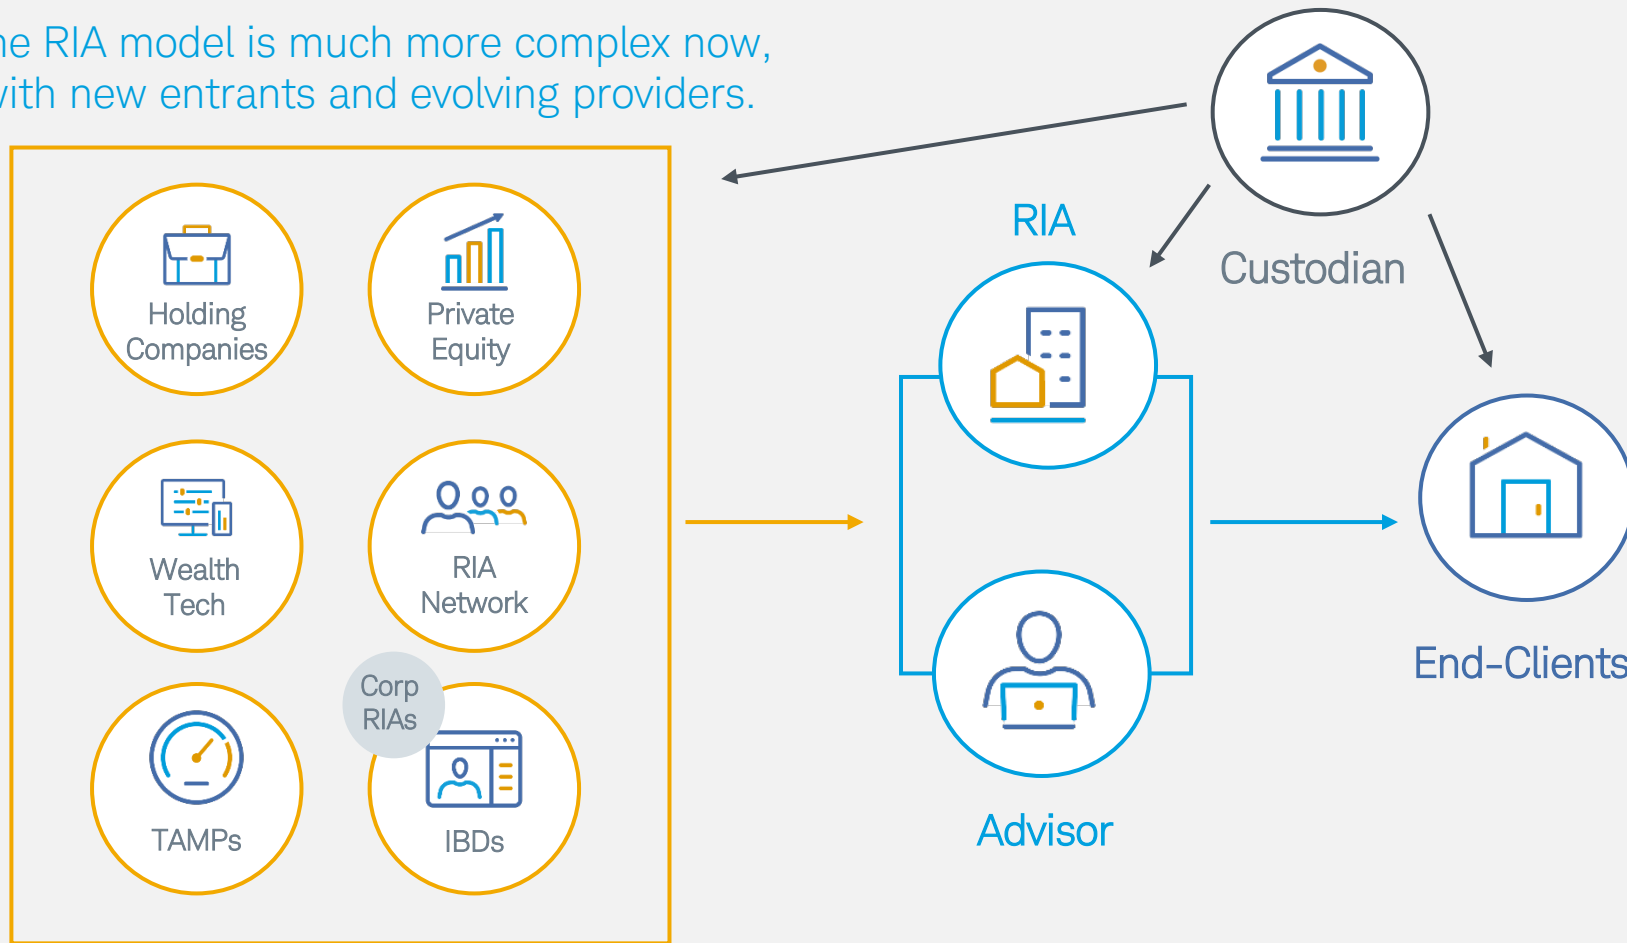 he RIA model is much more complex now,
with new entrants and evolving providers.
Holding
Companies
Private
Equity
Wealth
Tech
RIA
Network
Corp
RIAs
TAMPs
IBDs
RIA
Advisor
Custodian
End-Clients